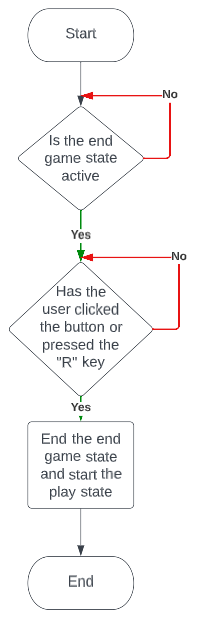 Start
No
Is the end
game state
active
Yes
No
Has the
user clicked
the button or
pressed the
"R" key
Yes
End the end
game state
and start the
play state
End